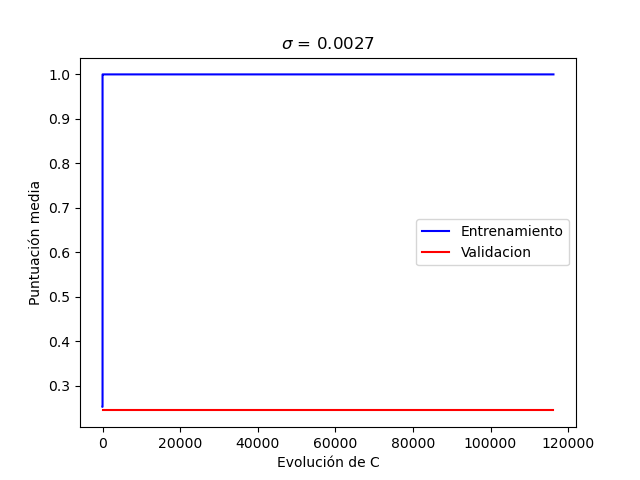 σ = 0.0027
1.0
0.9
0.8
0.7
0.6
0.5
0.4
0.3
Puntuación media
Entrenamiento
Validacion
0 20000 40000 60000 80000 100000 120000
Evolución de C